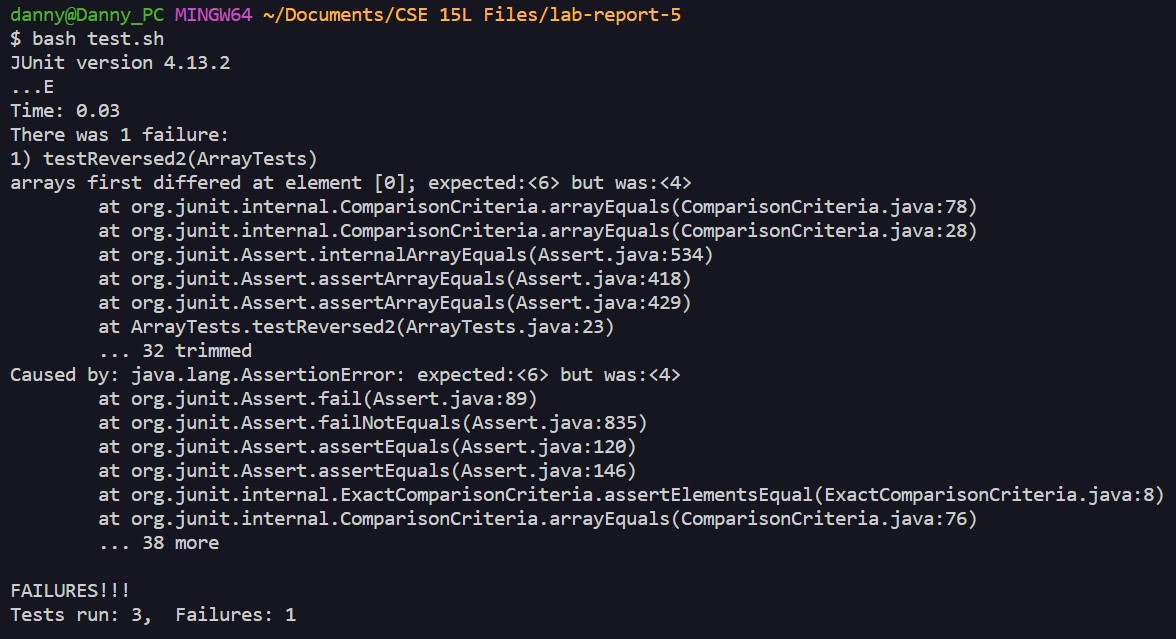 danny@Danny_PC MINGW64 ~/Documents/CSE 15L Files/lab-report-5
$ bash test.sh
JUnit version 4.13.2
...E
Time: 0.03
There was 1 failure:
1) testReversed2(ArrayTests)
arrays first differed at element [0]; expected:<6> but was:<4>
        at org.junit.internal.ComparisonCriteria.arrayEquals(ComparisonCriteria.java:78)
        at org.junit.internal.ComparisonCriteria.arrayEquals(ComparisonCriteria.java:28)
        at org.junit.Assert.internalArrayEquals(Assert.java:534)
        at org.junit.Assert.assertArrayEquals(Assert.java:418)
        at org.junit.Assert.assertArrayEquals(Assert.java:429)
        at ArrayTests.testReversed2(ArrayTests.java:23)
        ... 32 trimmed
Caused by: java.lang.AssertionError: expected:<6> but was:<4>
        at org.junit.Assert.fail(Assert.java:89)
        at org.junit.Assert.failNotEquals(Assert.java:835)
        at org.junit.Assert.assertEquals(Assert.java:120)
        at org.junit.Assert.assertEquals(Assert.java:146)
        at org.junit.internal.ExactComparisonCriteria.assertElementsEqual(ExactComparisonCriteria.java:8)
        at org.junit.internal.ComparisonCriteria.arrayEquals(ComparisonCriteria.java:76)
        ... 38 more

FAILURES!!!
Tests run: 3,  Failures: 1